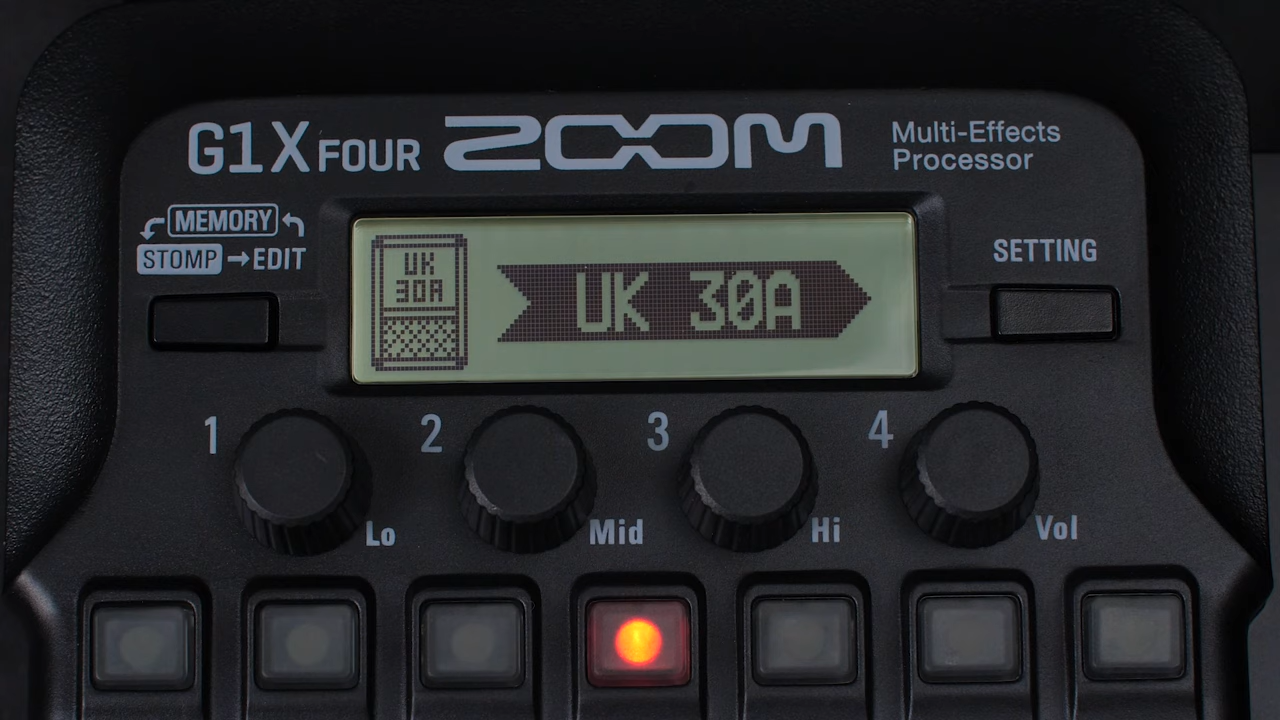 G1X FOUR ZOOM
Multi-Effects
Processor
MEMORY
STOMP → EDIT
SETTING
UK
30A
UK 30A
1
2
3
4
Lo
Mid
Hi
Vol